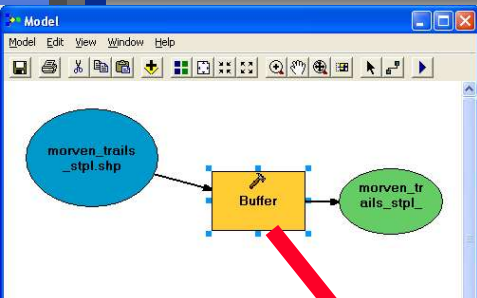 Model
Model Edit View Window Help
morven_trails
_stpl.shp
Buffer
morven_tr
ails_stpl_